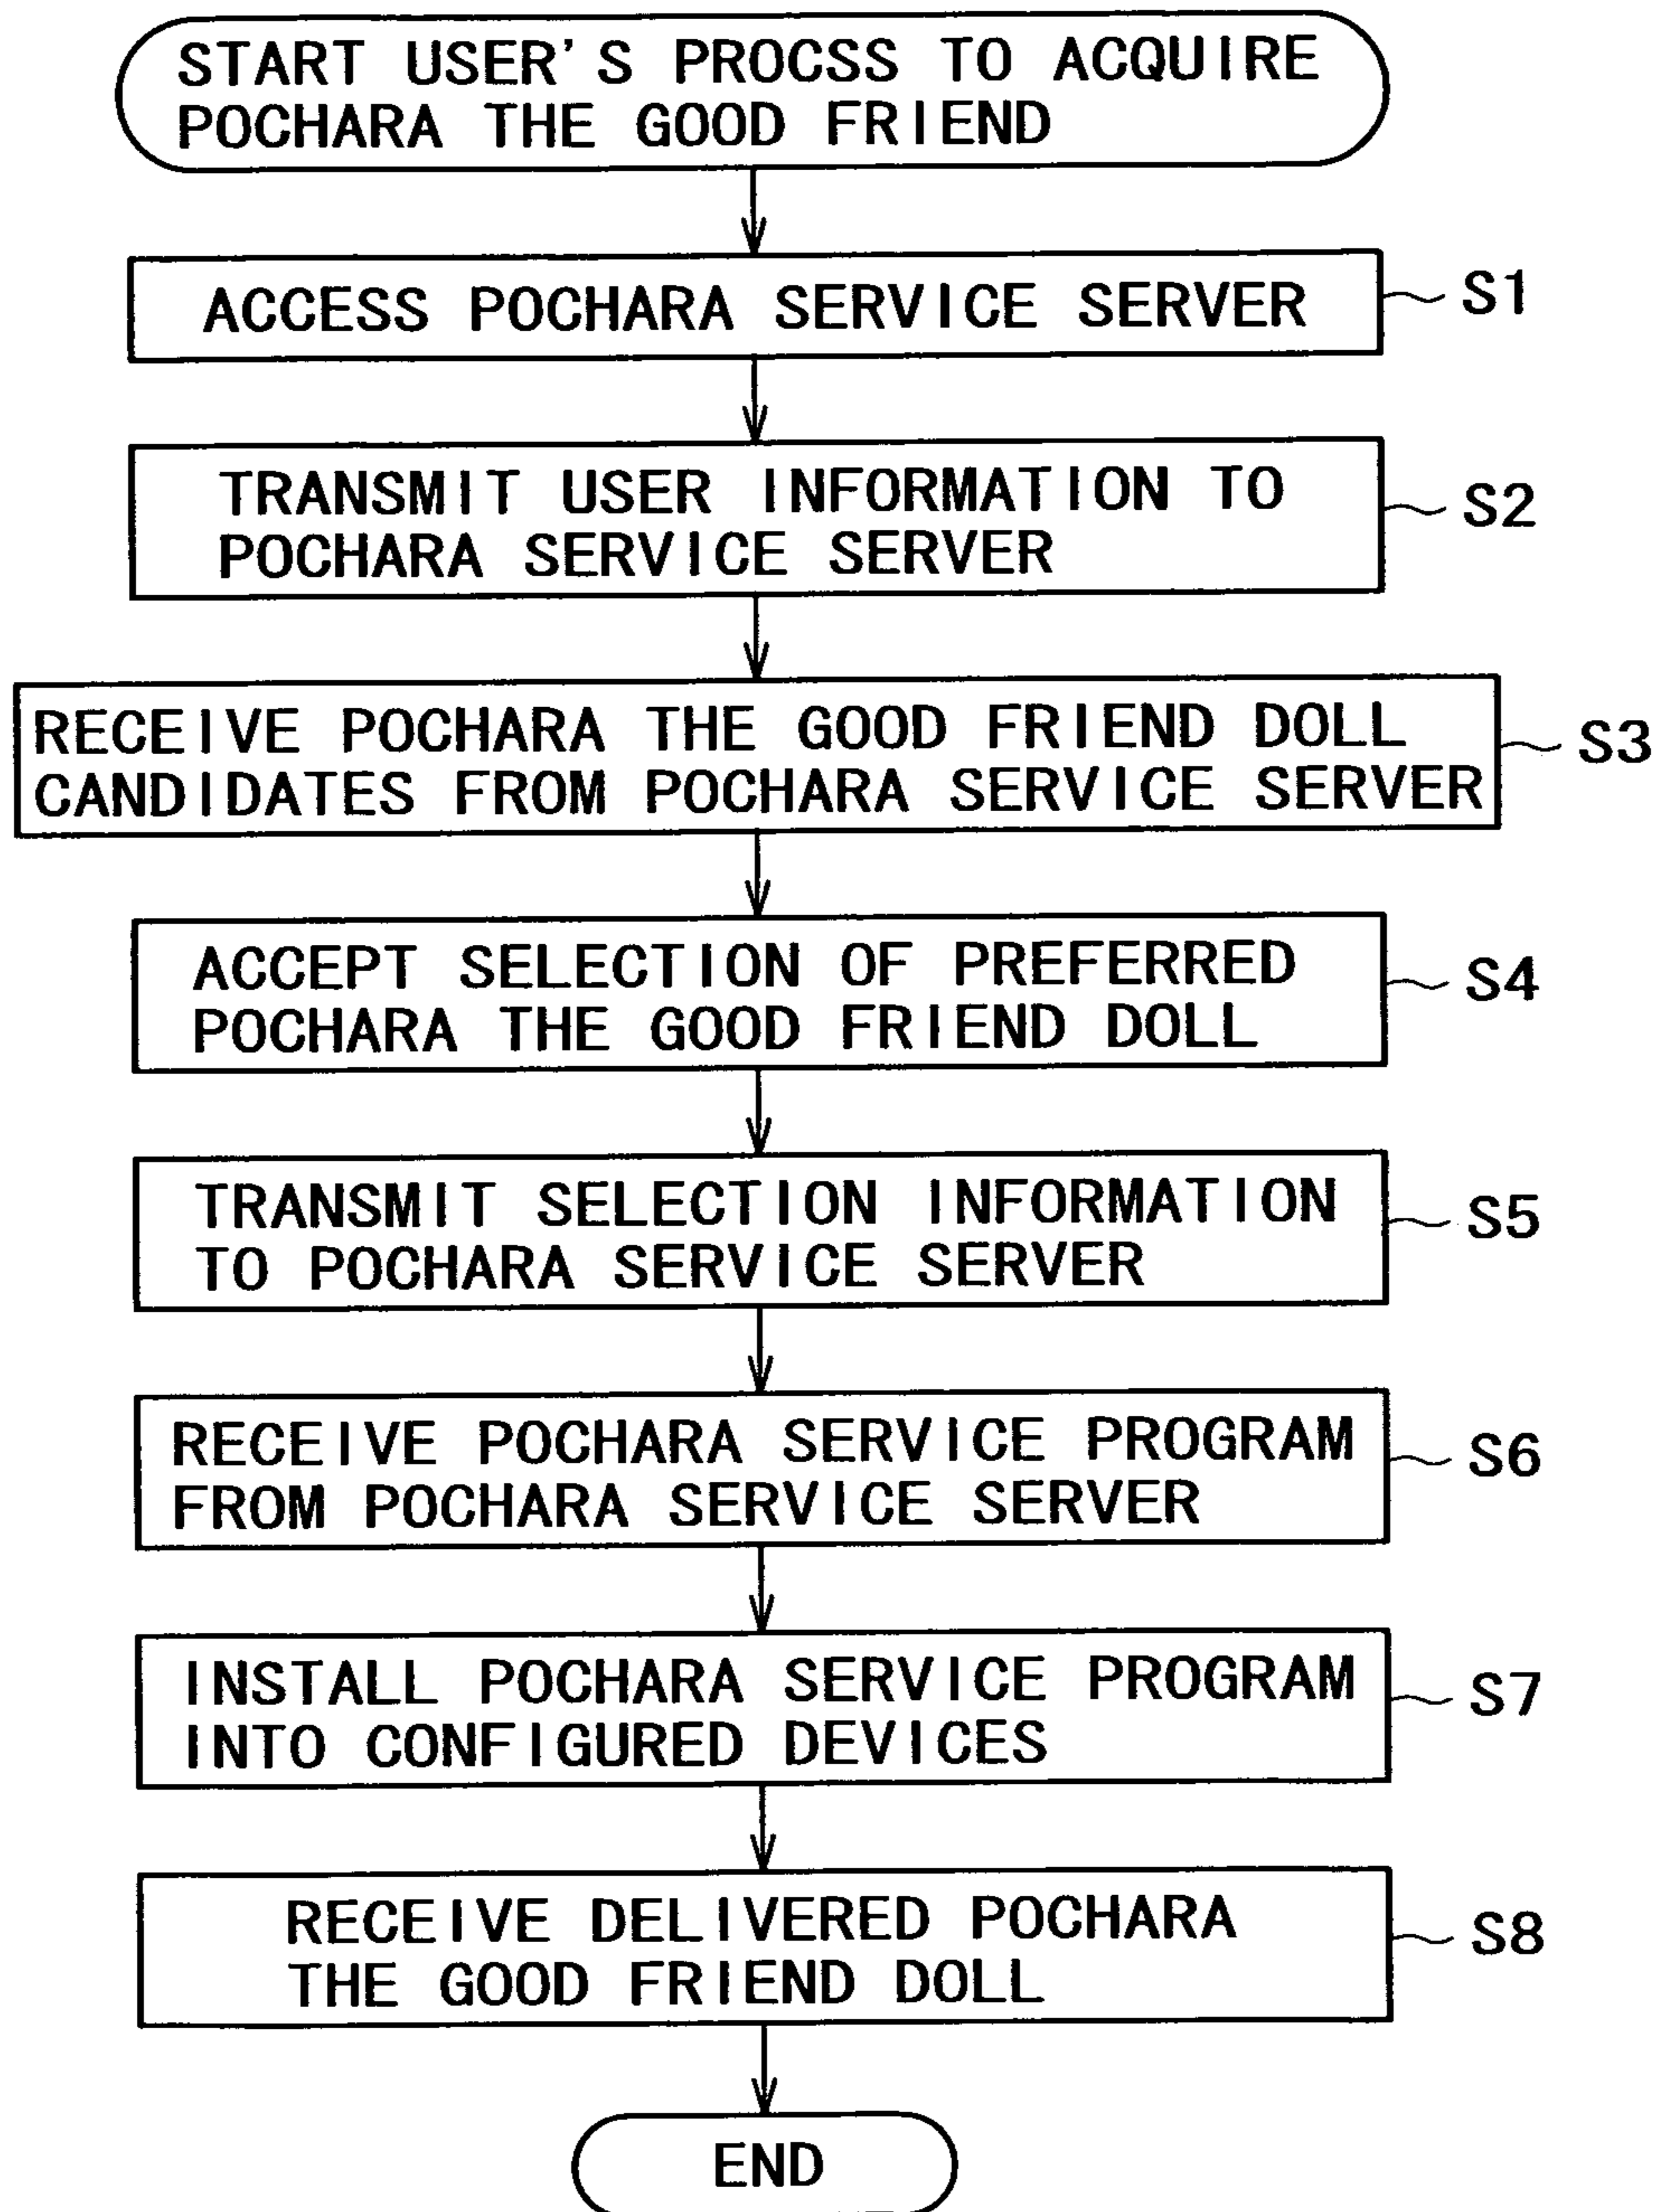 START USER'S PROCSS TO ACQUIRE
POCHARA THE GOOD FRIEND
ACCESS POCHARA SERVICE SERVER
S1
TRANSMIT USER INFORMATION TO
POCHARA SERVICE SERVER
S2
RECEIVE POCHARA THE GOOD FRIEND DOLL
CANDIDATES FROM POCHARA SERVICE SERVER
S3
ACCEPT SELECTION OF PREFERRED
POCHARA THE GOOD FRIEND DOLL
S4
TRANSMIT SELECTION INFORMATION
TO POCHARA SERVICE SERVER
S5
RECEIVE POCHARA SERVICE PROGRAM
FROM POCHARA SERVICE SERVER
S6
INSTALL POCHARA SERVICE PROGRAM
INTO CONFIGURED DEVICES
S7
RECEIVE DELIVERED POCHARA
THE GOOD FRIEND DOLL
S8
END